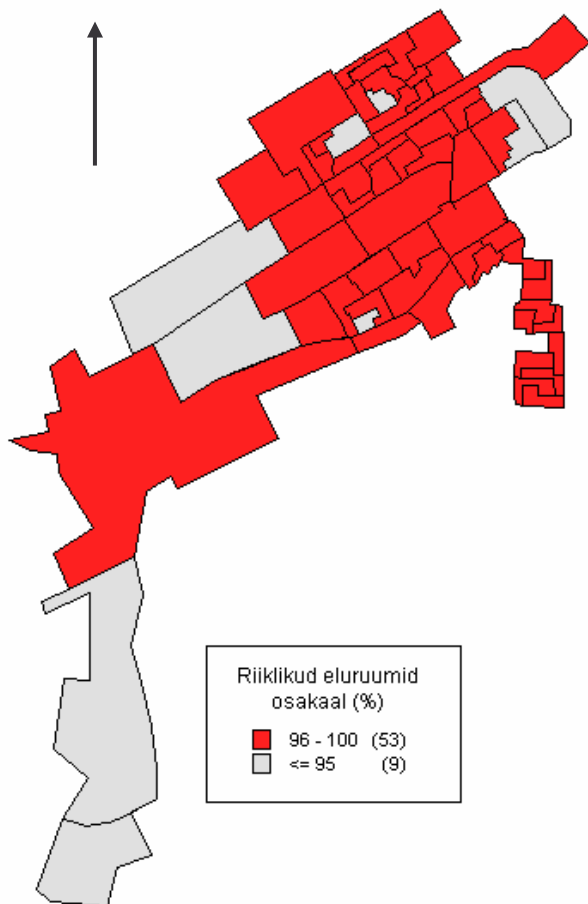 Riiklikud eluruumid
osakaal (%)
96 - 100 (53)
<= 95 (9)